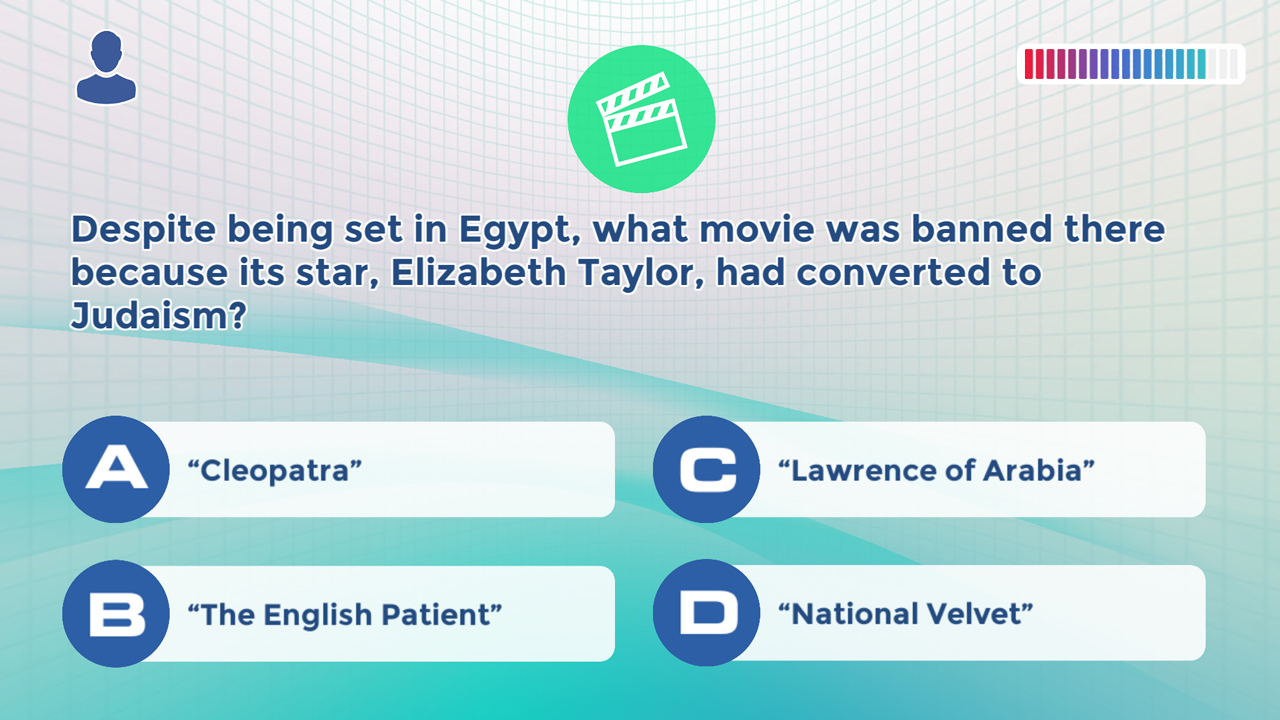 Despite being set in Egypt, what movie was banned there
because its star, Elizabeth Taylor, had converted to
Judaism?
A “Cleopatra”
B “The English Patient”
C “Lawrence of Arabia”
D “National Velvet”